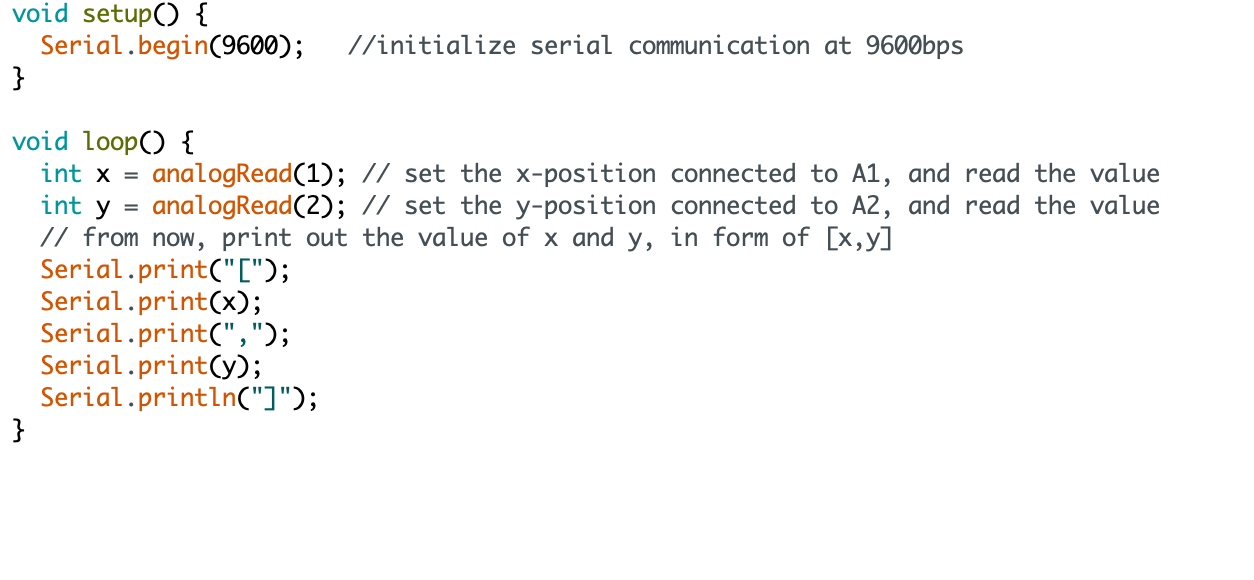 void setup() {
  Serial.begin(9600);   //initialize serial communication at 9600bps
}
void loop() {
  int x = analogRead(1); // set the x-position connected to A1, and read the value
  int y = analogRead(2); // set the y-position connected to A2, and read the value
  // from now, print out the value of x and y, in form of [x,y]
  Serial.print("[");
  Serial.print(x);
  Serial.print(",");
  Serial.print(y);
  Serial.println("]");
}